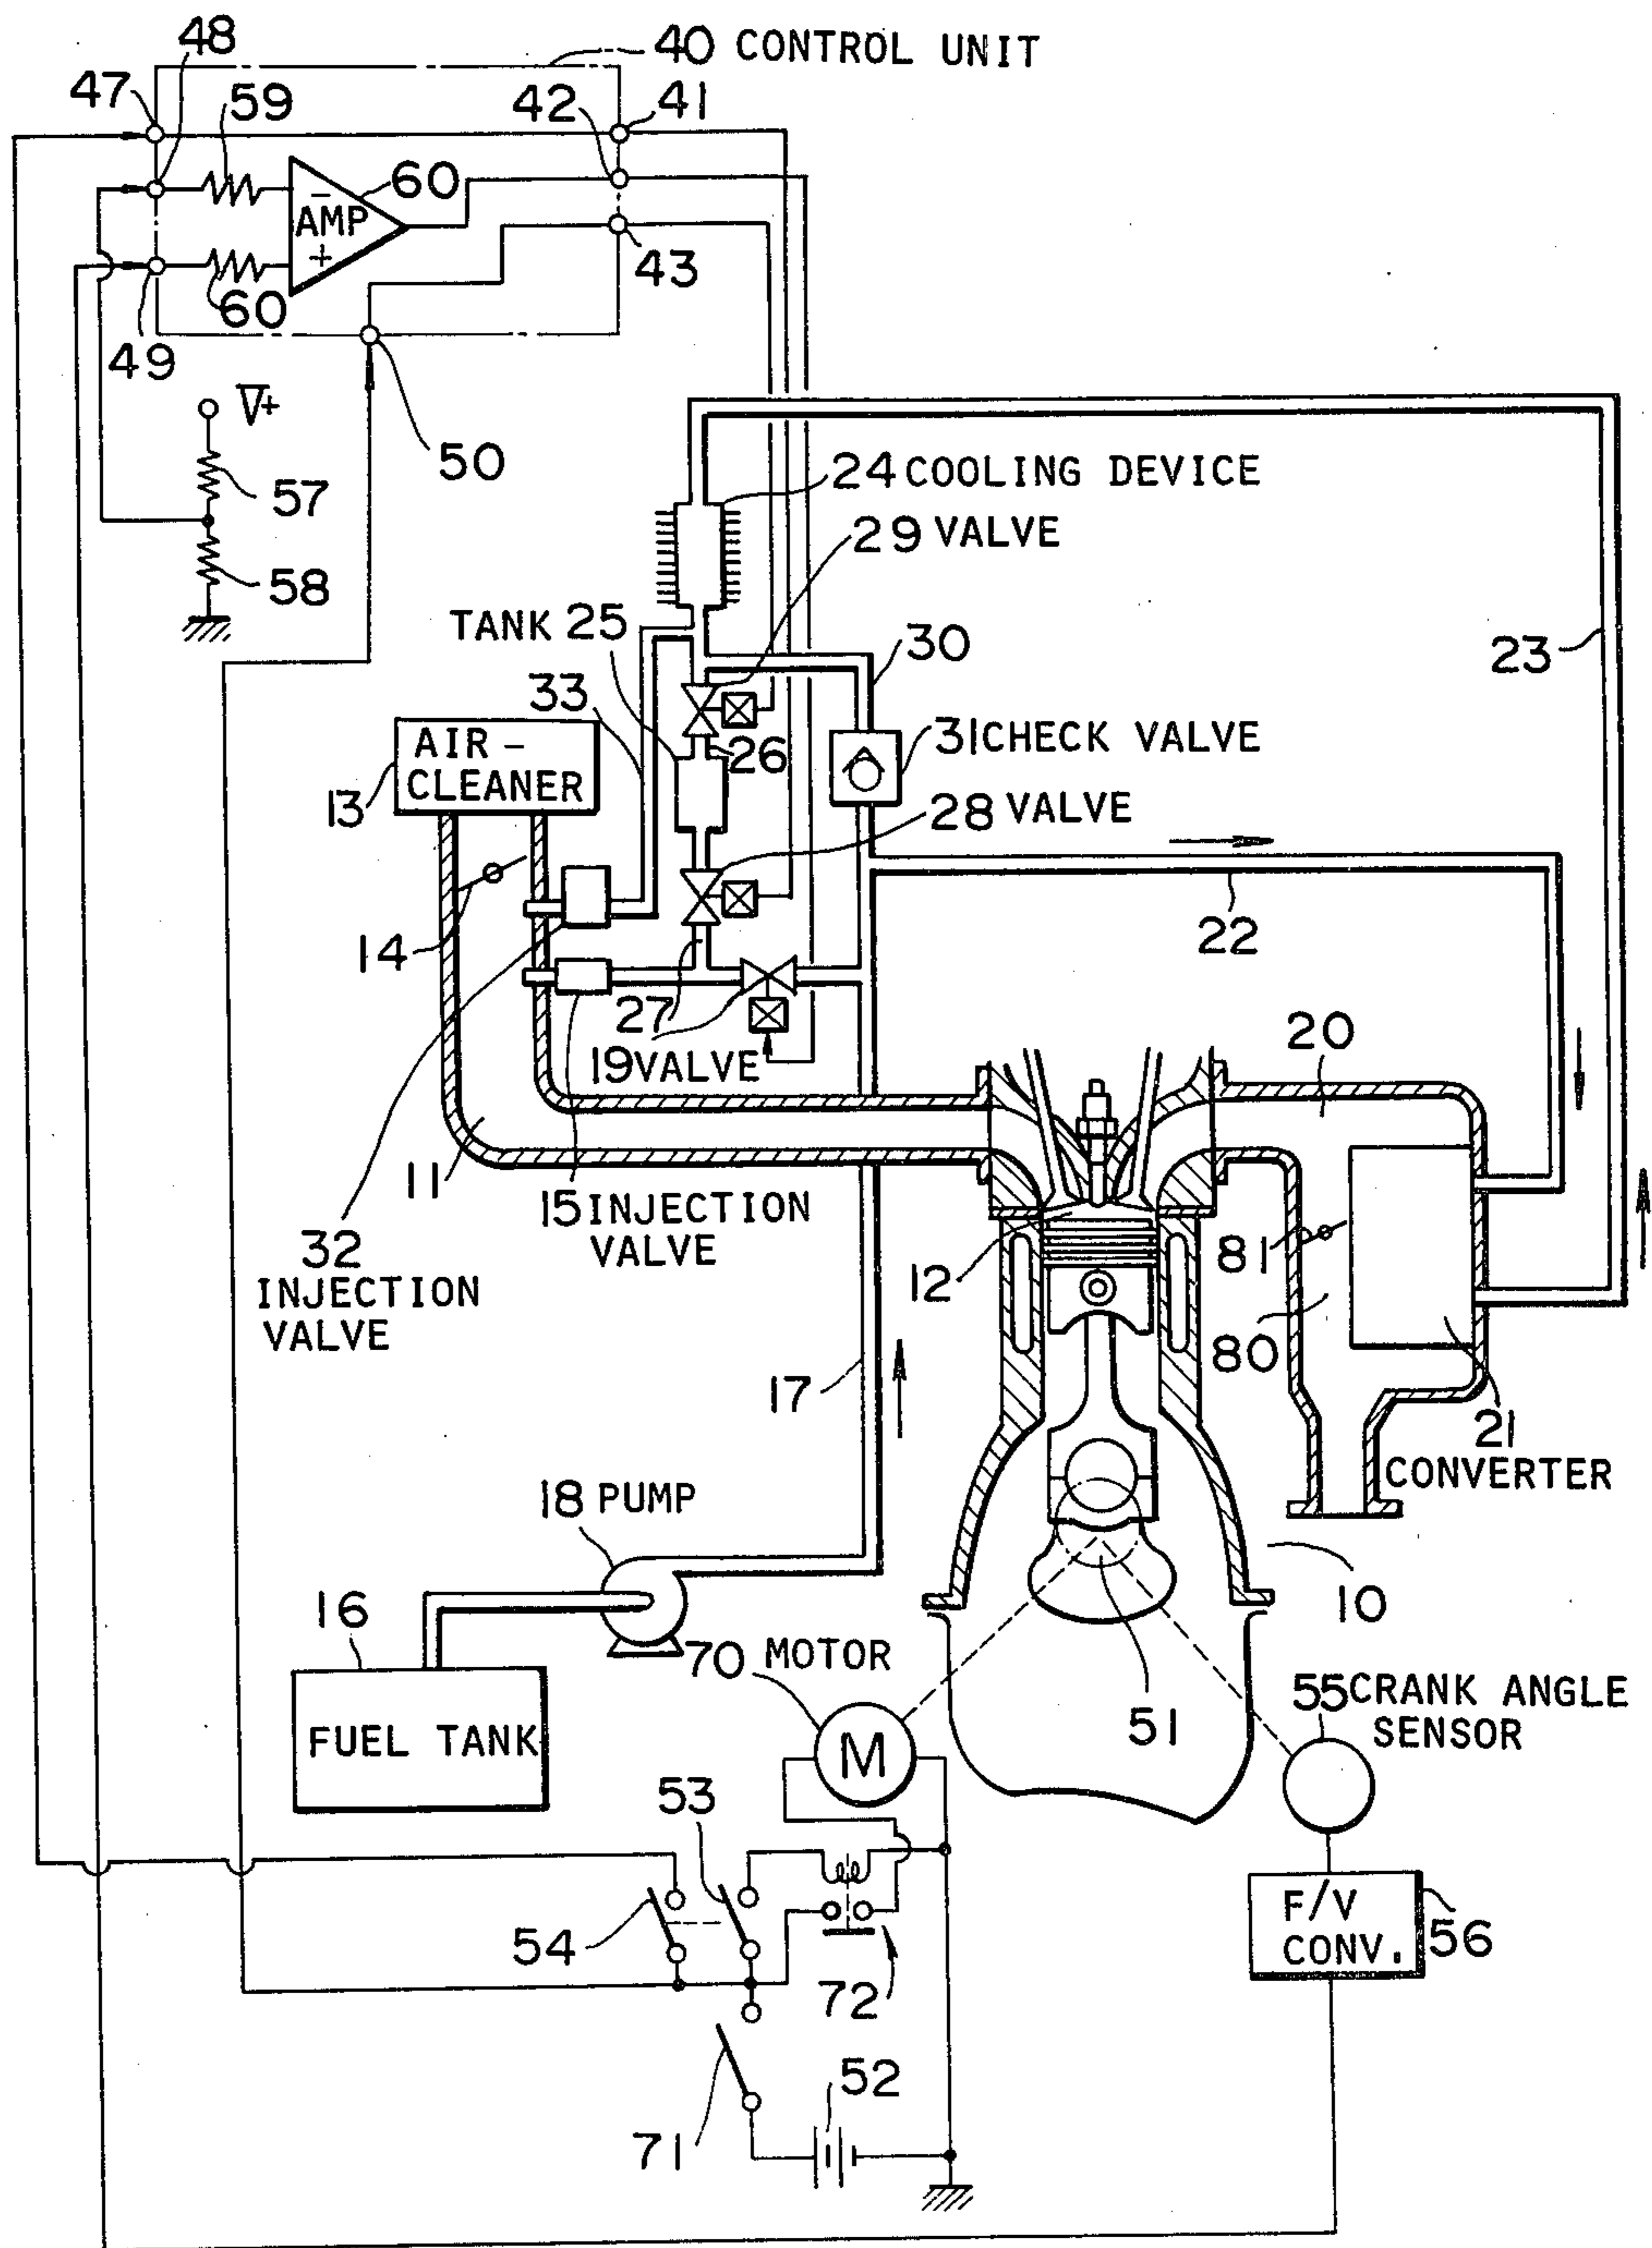 48
40 CONTROL UNIT
47
59
42
41
60
-
AMP
+
60
43
49
V+
50
57
58
24 COOLING DEVICE
29 VALVE
TANK 25
30
23
33
AIR-
CLEANER
13
26
31 CHECK VALVE
28 VALVE
14
22
27
19 VALVE
20
11
15 INJECTION
VALVE
32
INJECTION
VALVE
12
81
80
17
21
CONVERTER
18 PUMP
10
16
FUEL TANK
70 MOTOR
M
51
55 CRANK ANGLE
SENSOR
53
54
72
F/V
CONV.
56
52
71